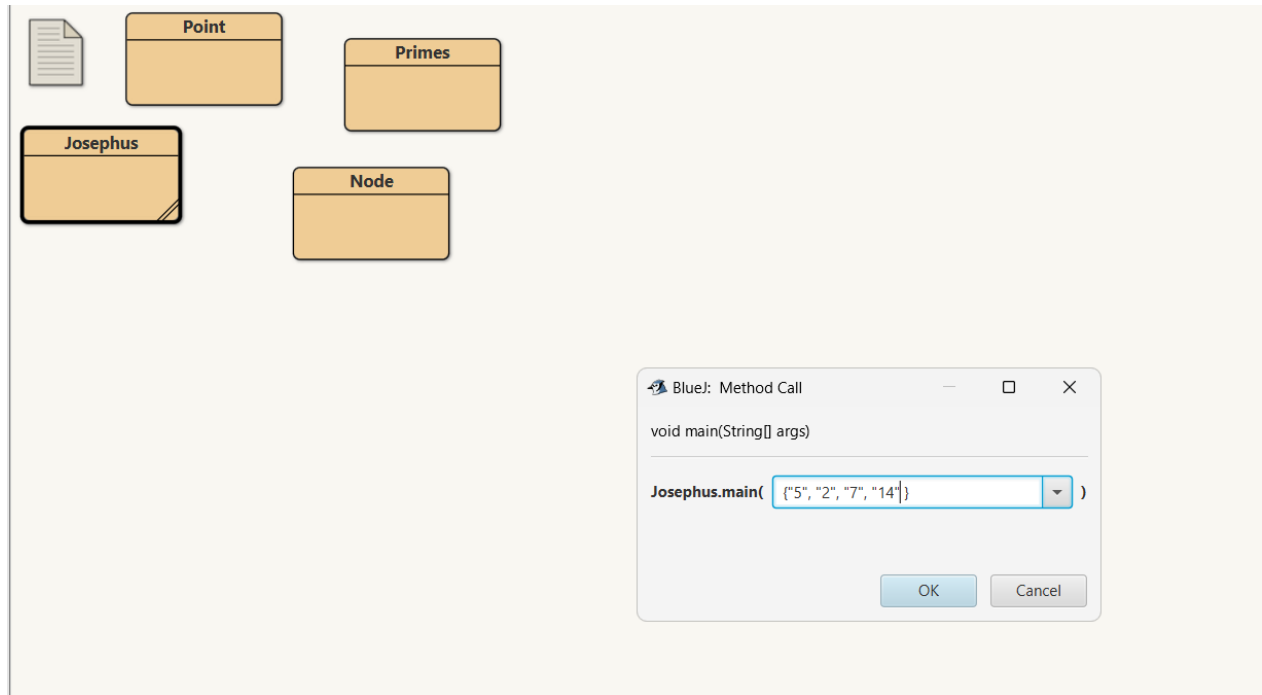 Point
Primes
Josephus
Node
BlueJ: Method Call
void main(String[] args)
Josephus.main( {"5", "2", "7", "14"} )
OK Cancel